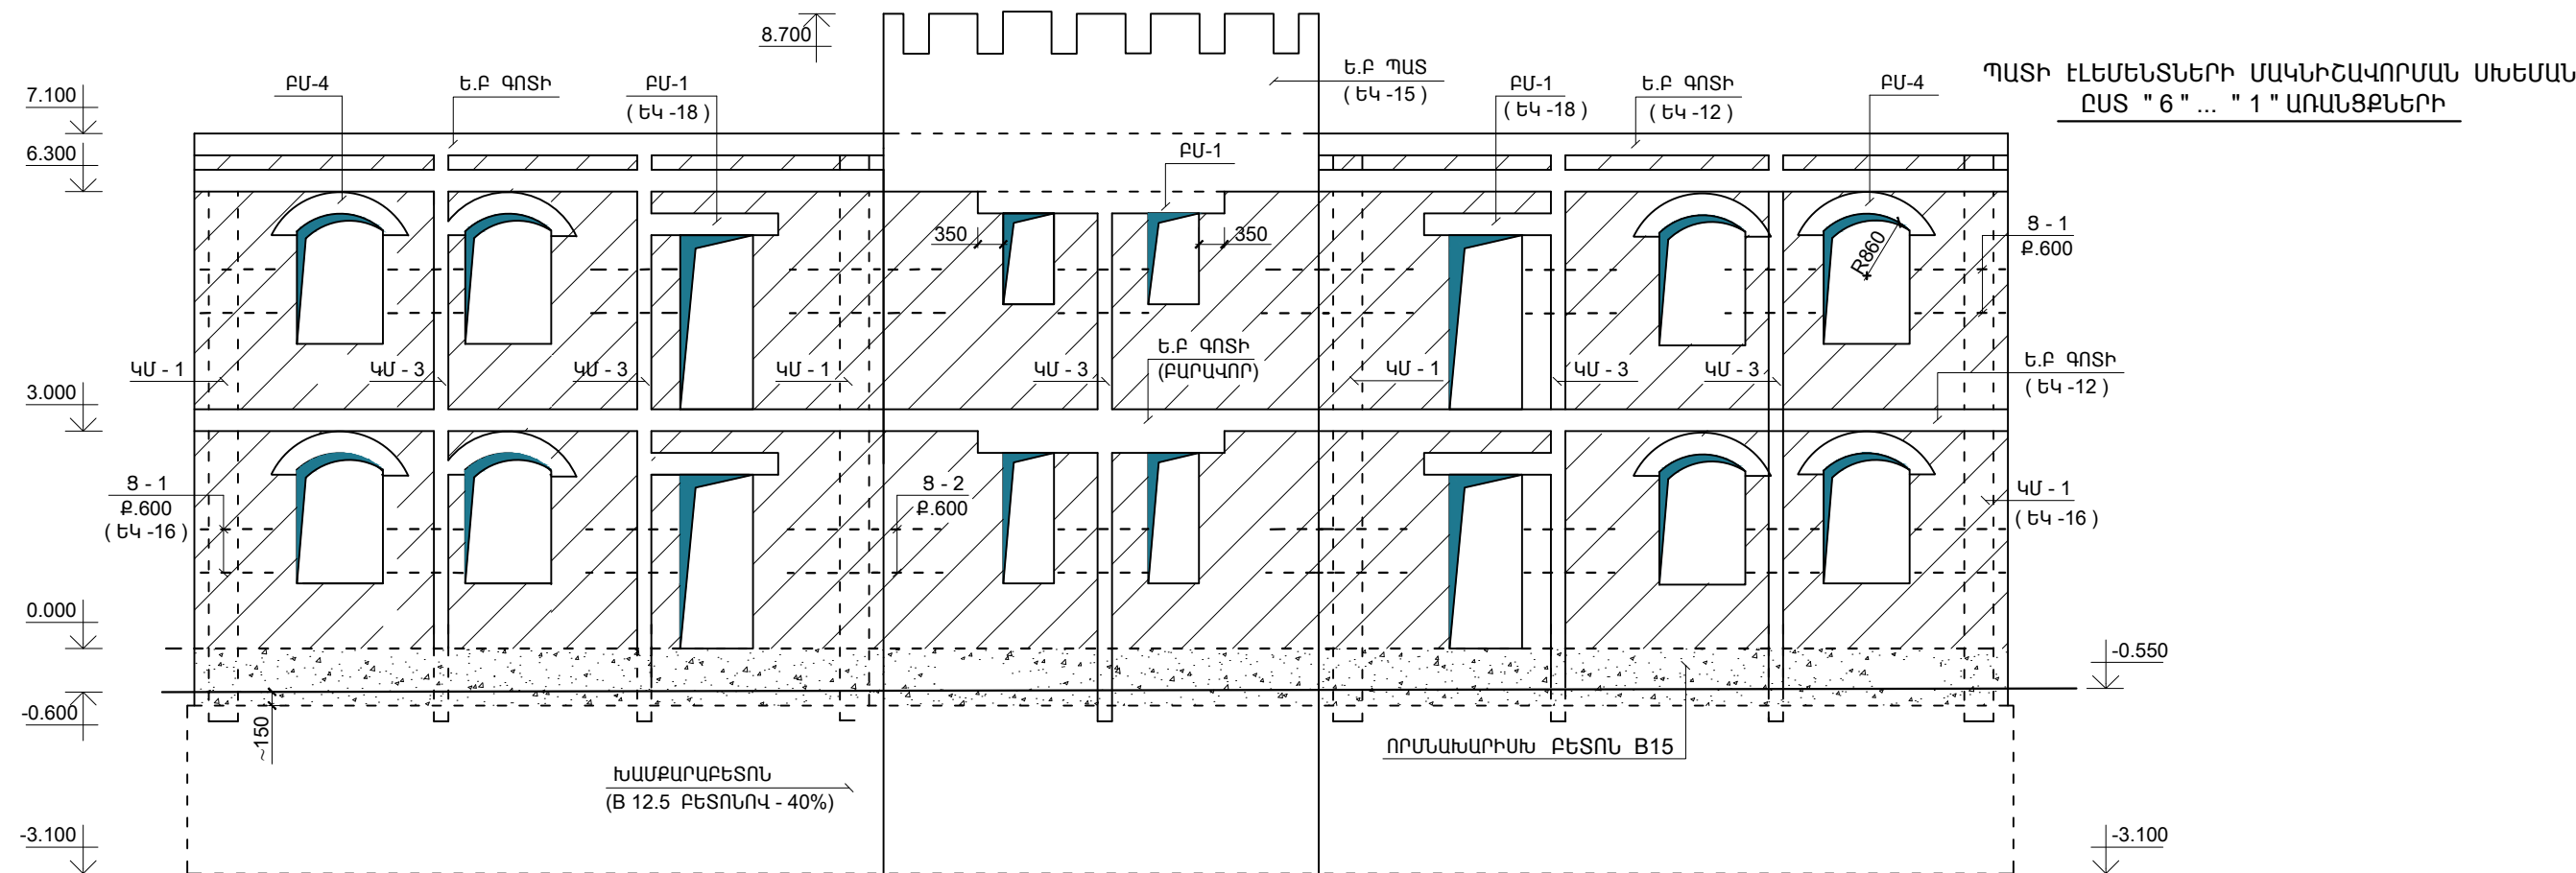 8.700
ՊԱՏԻ ԷԼԵՄԵՆՏՆԵՐԻ ՄԱԿՆԻՇԱՎՈՐՄԱՆ ՍԽԵՄԱՆ
ԸՍՏ " 6 " ... " 1 " ԱՌԱՆՑՔՆԵՐԻ
7.100
ԲՄ-4
Ե.Բ ԳՈՏԻ
ԲՄ-1
( ԵԿ -18 )
Ե.Բ ՊԱՏ
( ԵԿ -15 )
ԲՄ-1
( ԵԿ -18 )
Ե.Բ ԳՈՏԻ
( ԵԿ -12 )
ԲՄ-4
6.300
ԲՄ-1
350
350
R860
Ց - 1
Ք.600
ԿՄ - 1
ԿՄ - 3
ԿՄ - 3
ԿՄ - 1
ԿՄ - 3
Ե.Բ ԳՈՏԻ
(ԲԱՐԱՎՈՐ)
ԿՄ - 1
ԿՄ - 3
ԿՄ - 3
Ե.Բ ԳՈՏԻ
( ԵԿ -12 )
3.000
Ց - 1
Ք.600
( ԵԿ -16 )
Ց - 2
Ք.600
ԿՄ - 1
( ԵԿ -16 )
0.000
-0.550
-0.600
~150
ԽԱՄՔԱՐԱԲԵՏՈՆ
(B 12.5 ԲԵՏՈՆՈՎ - 40%)
ՈՐՄՆԱԽԱՐԻՍԽ ԲԵՏՈՆ B15
-3.100
-3.100